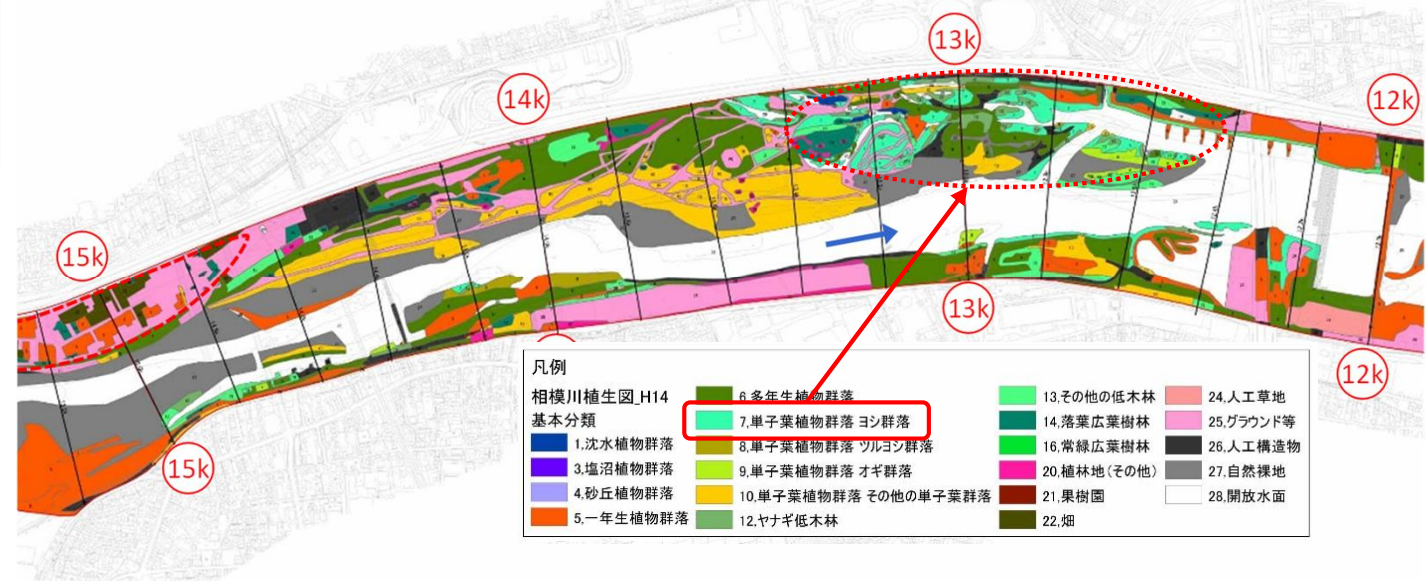 13k
14k
12k
15k
13k
12k
15k
凡例
相模川植生図_H14
基本分類
1,沈水植物群落
3,塩沼植物群落
4,砂丘植物群落
5,一年生植物群落
6,多年生植物群落
7,単子葉植物群落 ヨシ群落
8,単子葉植物群落 ツルヨシ群落
9,単子葉植物群落 オギ群落
10,単子葉植物群落 その他の単子葉群落
12,ヤナギ低木林
13,その他の低木林
14,落葉広葉樹林
16,常緑広葉樹林
20,植林地(その他)
21,果樹園
22,畑
24,人工草地
25,グラウンド等
26,人工構造物
27,自然裸地
28,開放水面